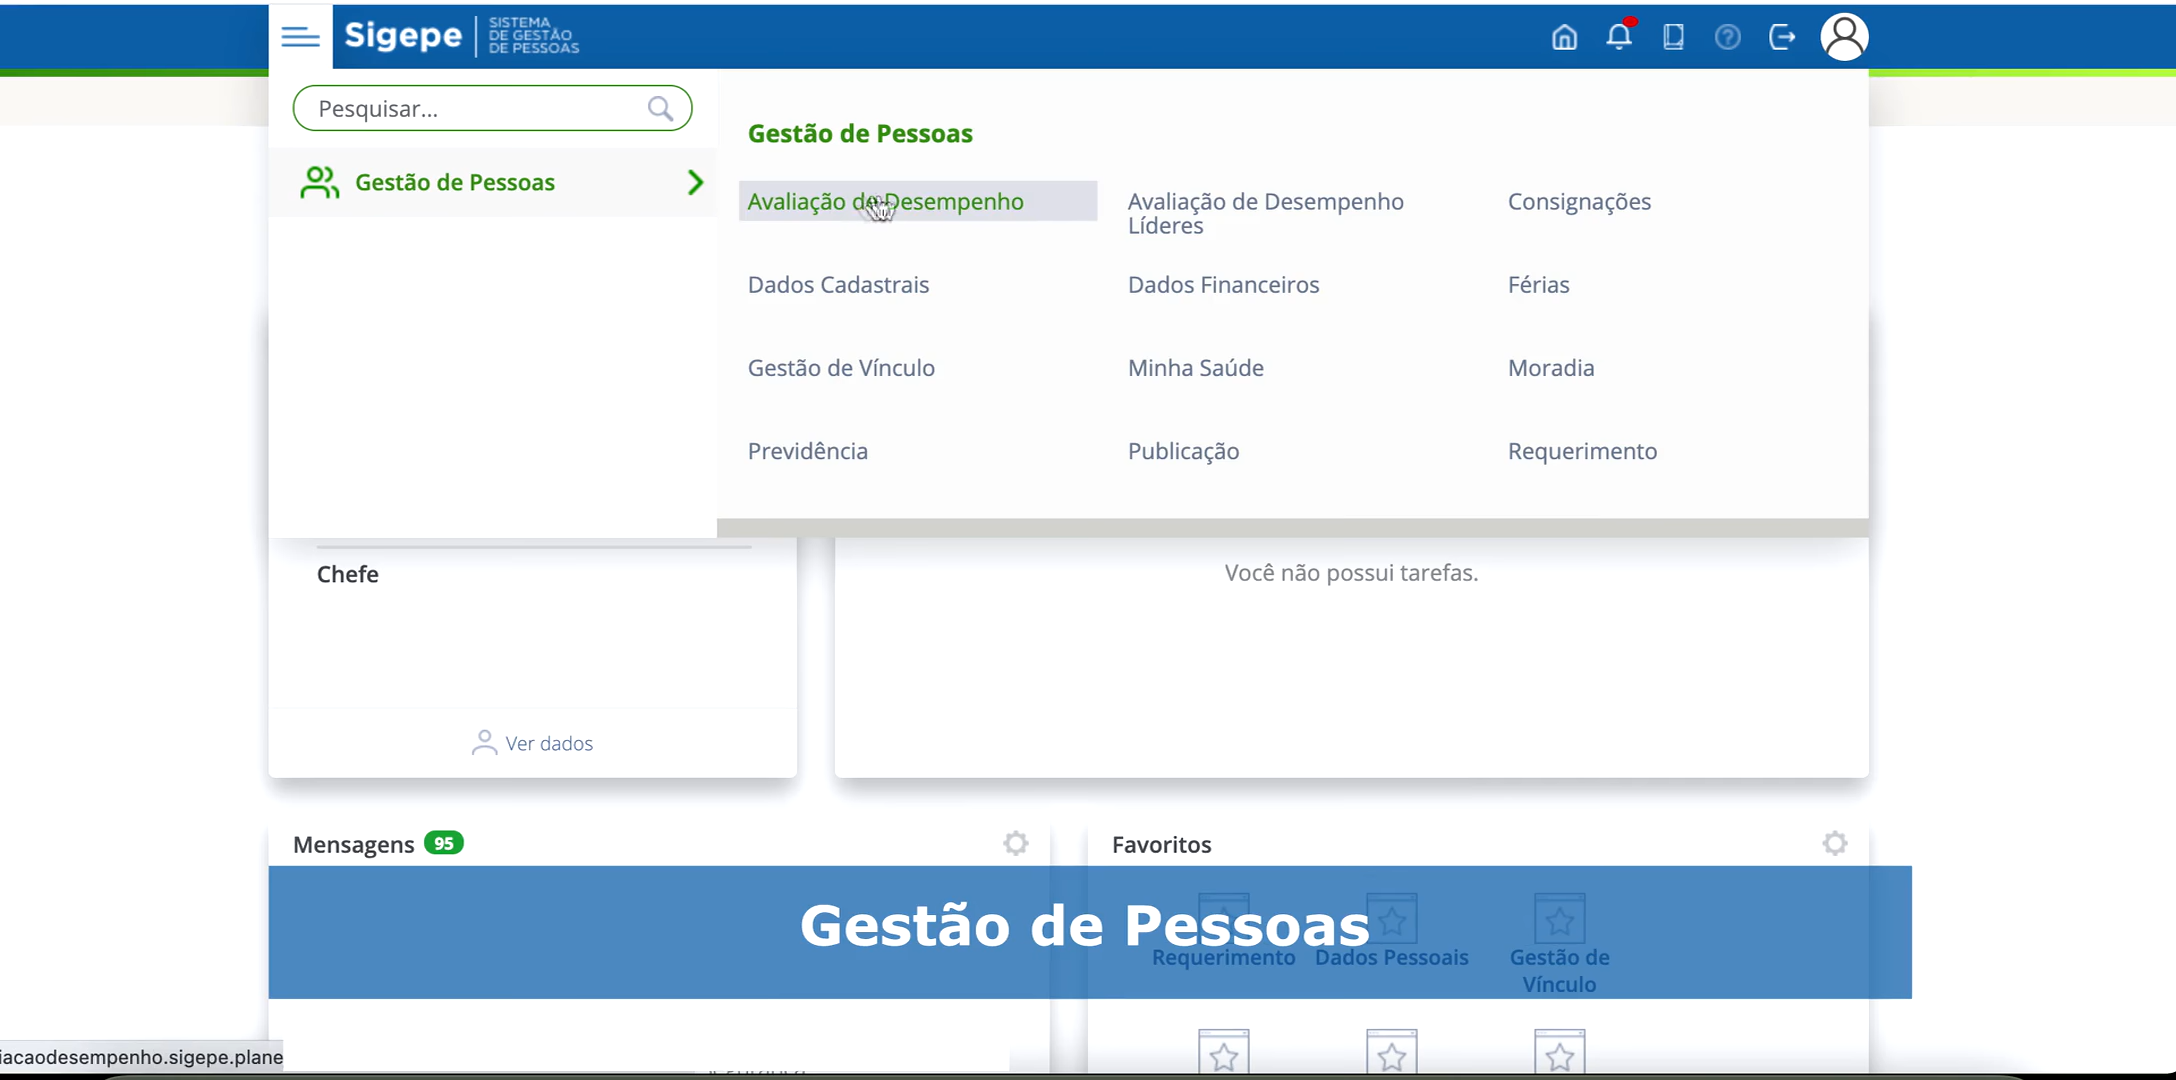 Sigepe
SISTEMA
DE GESTÃO
DE PESSOAS
Pesquisar...
Gestão de Pessoas
Gestão de Pessoas
Avaliação de Desempenho
Avaliação de Desempenho
Líderes
Consignações
Dados Cadastrais
Dados Financeiros
Férias
Gestão de Vínculo
Minha Saúde
Moradia
Previdência
Publicação
Requerimento
Chefe
Você não possui tarefas.
Ver dados
Mensagens 95
Favoritos
Gestão de Pessoas
Requerimento
Dados Pessoais
Gestão de
Vínculo
iacaodesempenho.sigepe.plane